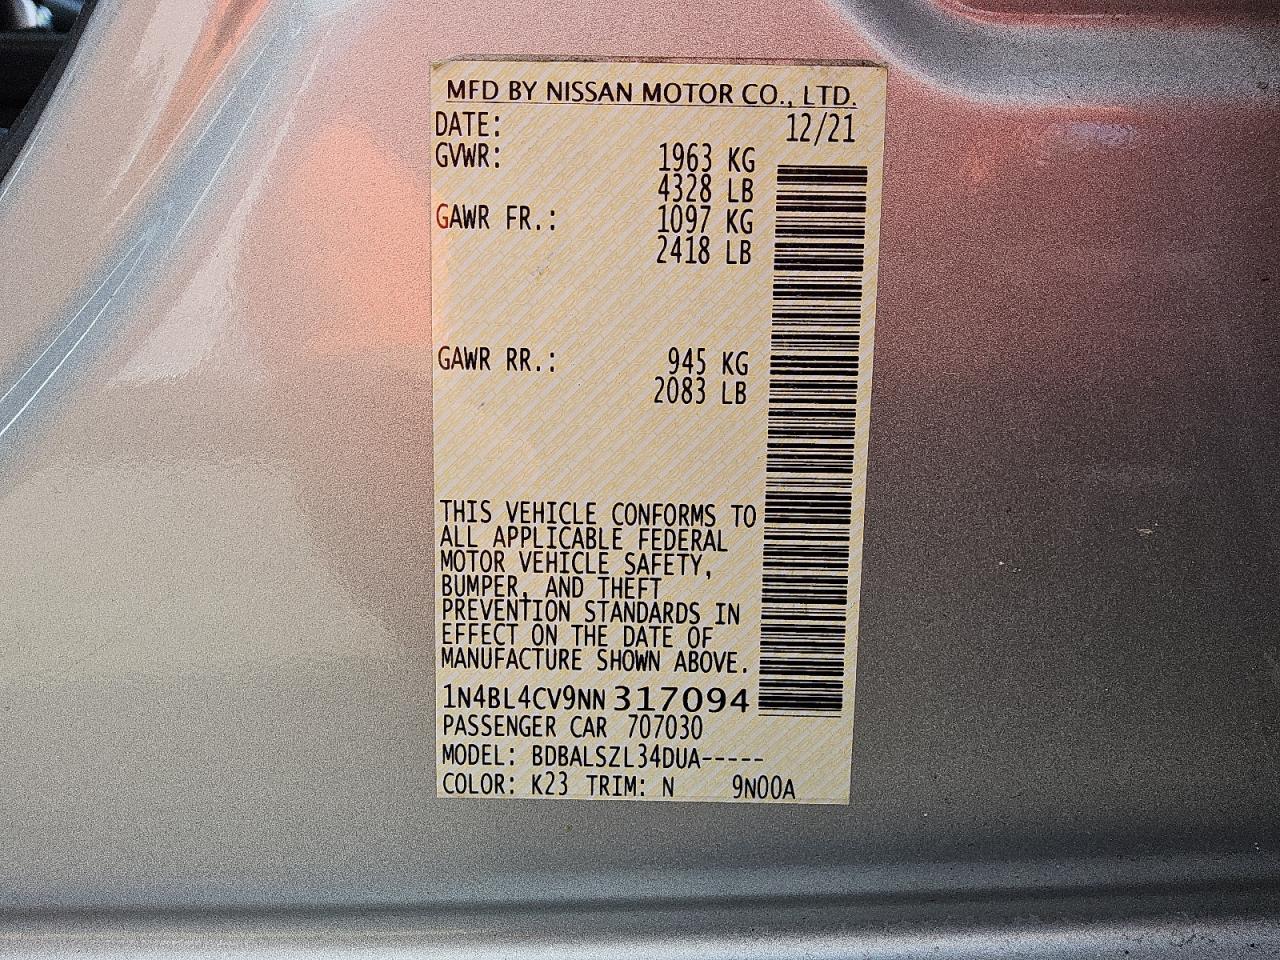 MFD BY NISSAN MOTOR CO., LTD.
DATE: 12/21
GVWR: 1963 KG
4328 LB
GAWR FR.: 1097 KG
2418 LB
GAWR RR.: 945 KG
2083 LB
THIS VEHICLE CONFORMS TO
ALL APPLICABLE FEDERAL
MOTOR VEHICLE SAFETY,
BUMPER, AND THEFT
PREVENTION STANDARDS IN
EFFECT ON THE DATE OF
MANUFACTURE SHOWN ABOVE.
1N4BL4CV9NN317094
PASSENGER CAR 707030
MODEL: BDBALSZL34DUA-----
COLOR: K23 TRIM: N 9N00A